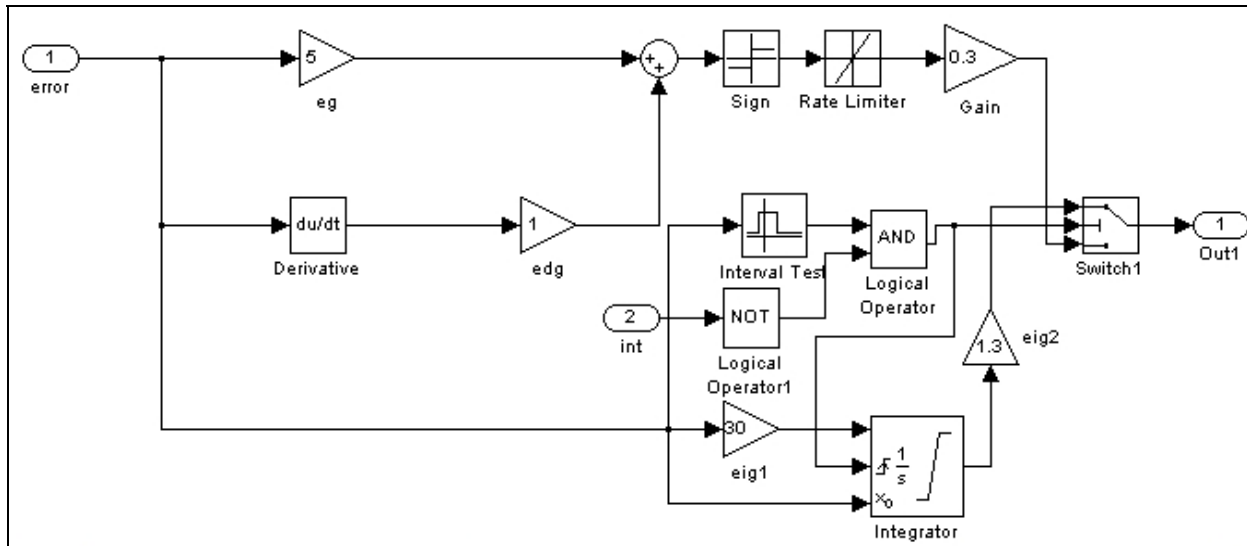 1
error
5
eg
+
+
Sign
Rate Limiter
0.3
Gain
du/dt
Derivative
1
edg
Interval Test
AND
Logical
Operator
Switch1
1
Out1
2
int
NOT
Logical
Operator1
1.3
eig2
30
eig1
1
s
x0
Integrator